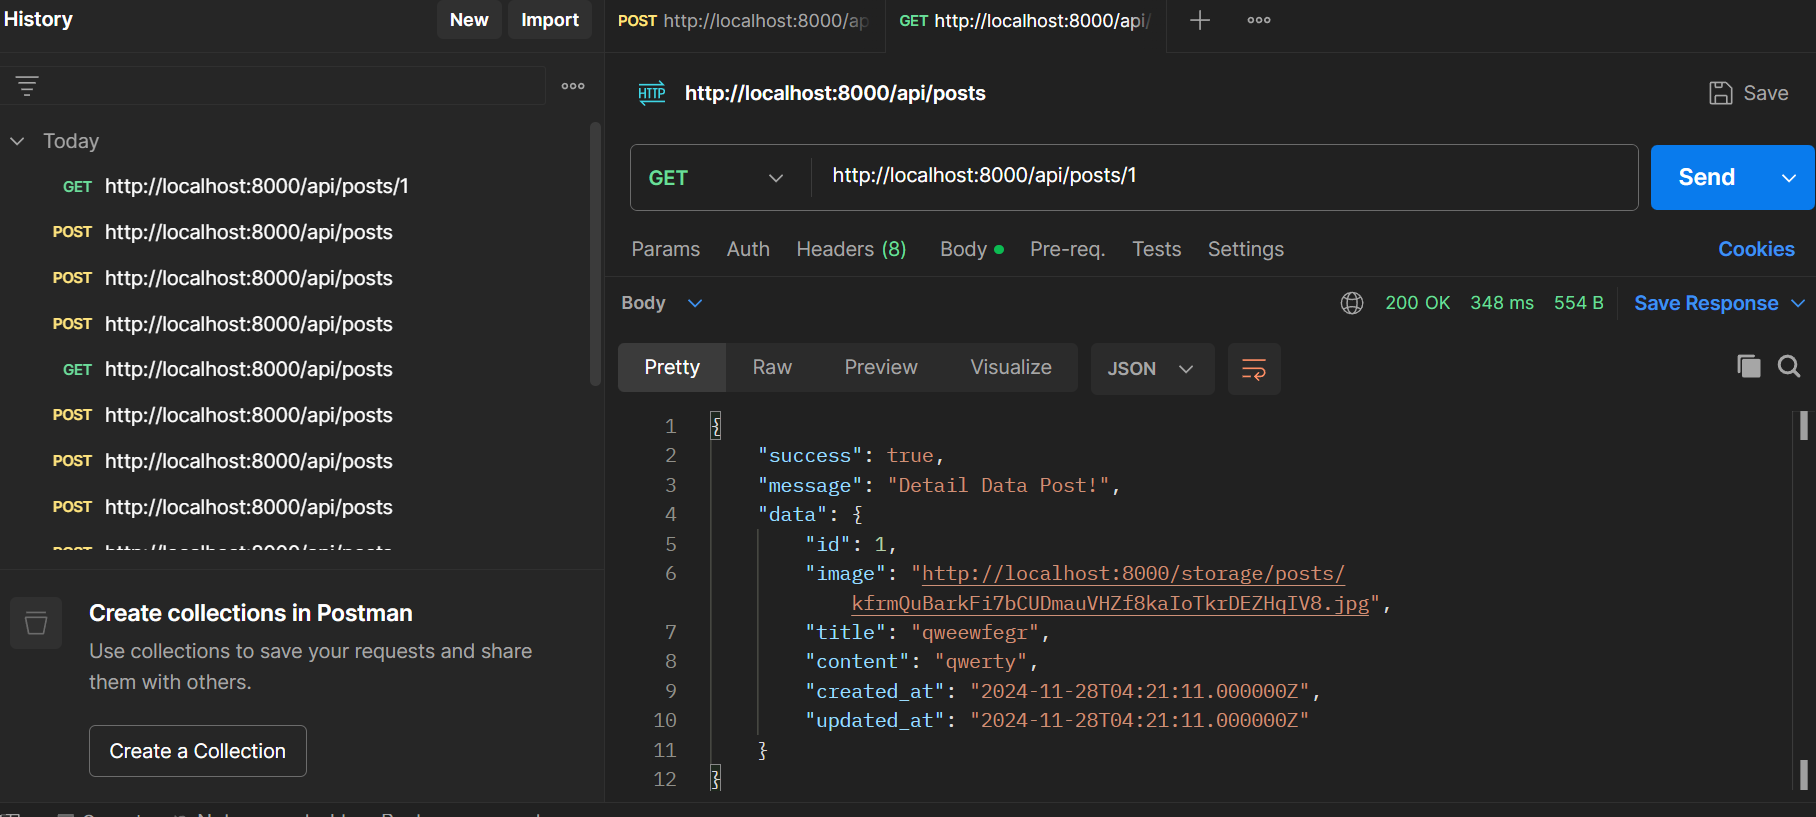 History
New
Import
POST http://localhost:8000/ap
GET http://localhost:8000/api/
Today
GET http://localhost:8000/api/posts/1
POST http://localhost:8000/api/posts
POST http://localhost:8000/api/posts
POST http://localhost:8000/api/posts
GET http://localhost:8000/api/posts
POST http://localhost:8000/api/posts
POST http://localhost:8000/api/posts
POST http://localhost:8000/api/posts
Create collections in Postman
Use collections to save your requests and share
them with others.
Create a Collection
HTTP http://localhost:8000/api/posts
Save
GET http://localhost:8000/api/posts/1
Send
Params Auth Headers (8) Body Pre-req. Tests Settings Cookies
Body 200 OK 348 ms 554 B Save Response
Pretty Raw Preview Visualize JSON
1 {
2 "success": true,
3 "message": "Detail Data Post!",
4 "data": {
5 "id": 1,
6 "image": "http://localhost:8000/storage/posts/
kfrmQuBarkFi7bCUDmauVHZf8kaIoTkrDEZHqIV8.jpg",
7 "title": "qweewfegr",
8 "content": "qwerty",
9 "created_at": "2024-11-28T04:21:11.000000Z",
10 "updated_at": "2024-11-28T04:21:11.000000Z"
11 }
12 }